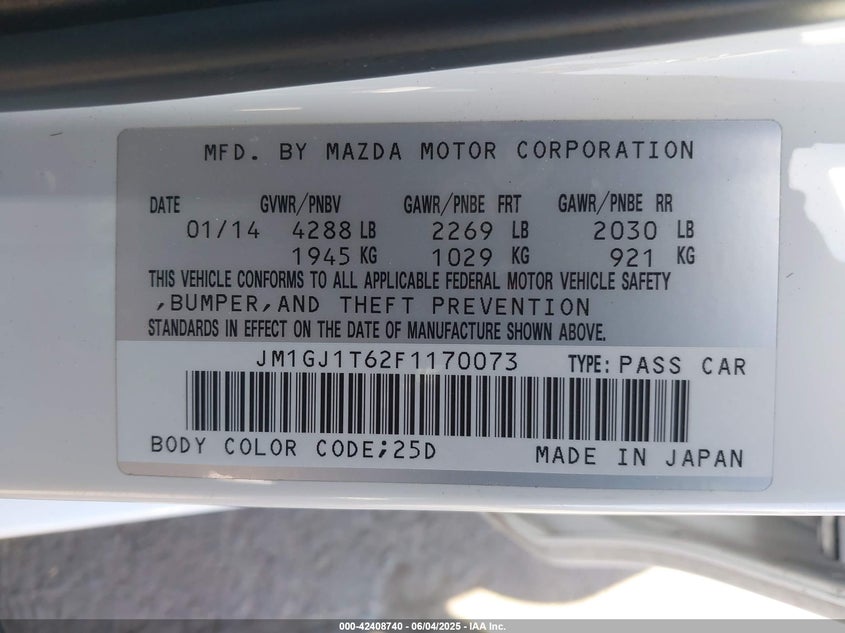 MFD. BY MAZDA MOTOR CORPORATION
DATE GVWR/PNBV GAWR/PNBE FRT GAWR/PNBE RR
01/14 4288 LB 2269 LB 2030 LB
1945 KG 1029 KG 921 KG
THIS VEHICLE CONFORMS TO ALL APPLICABLE FEDERAL MOTOR VEHICLE SAFETY
,BUMPER,AND THEFT PREVENTION
STANDARDS IN EFFECT ON THE DATE OF MANUFACTURE SHOWN ABOVE.
JM1GJ1T62F1170073 TYPE: PASS CAR
BODY COLOR CODE;25D MADE IN JAPAN
000-42408740 - 06/04/2025 - IAA Inc.